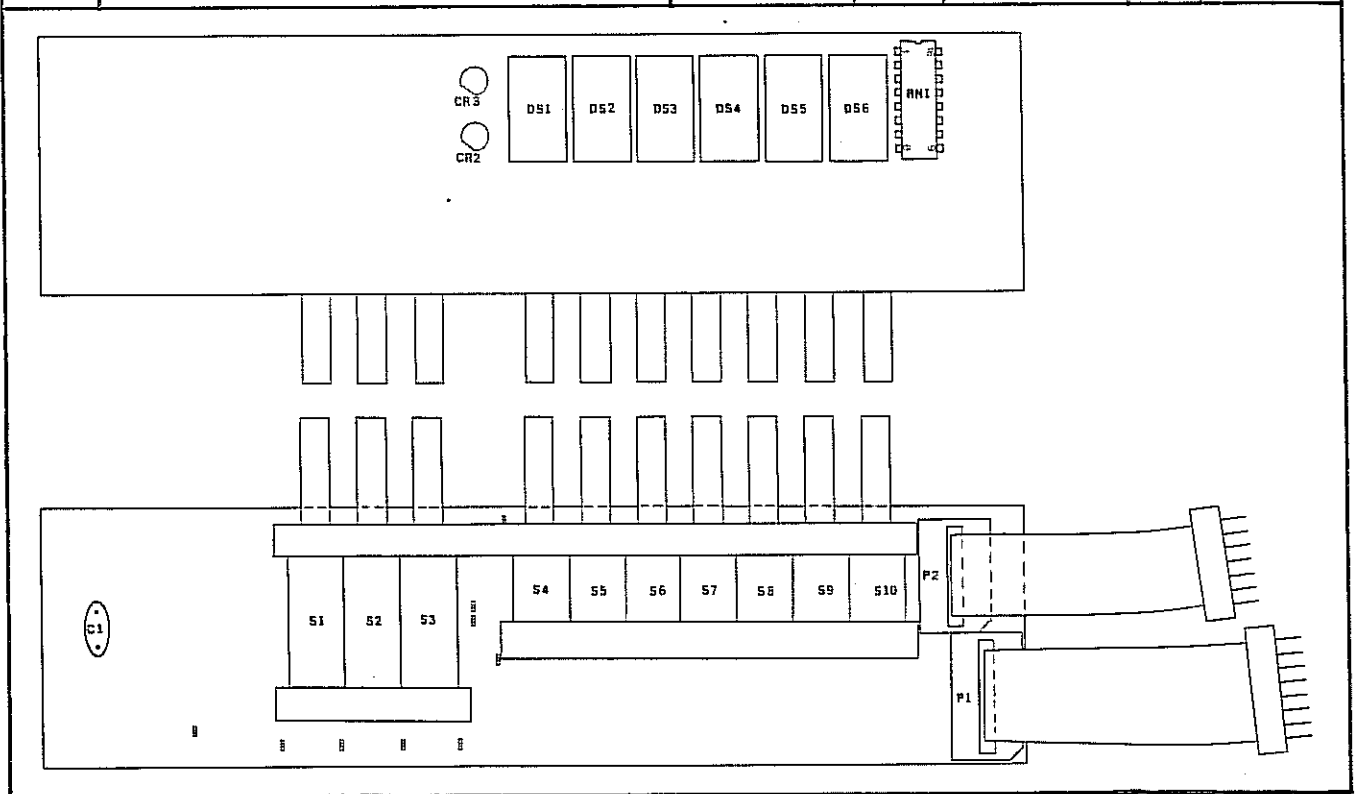 CR3
CR2
DS1 DS2 DS3 DS4 DS5 DS6
RN1
S1 S2 S3
S4 S5 S6 S7 S8 S9 S10
P2
C1
P1